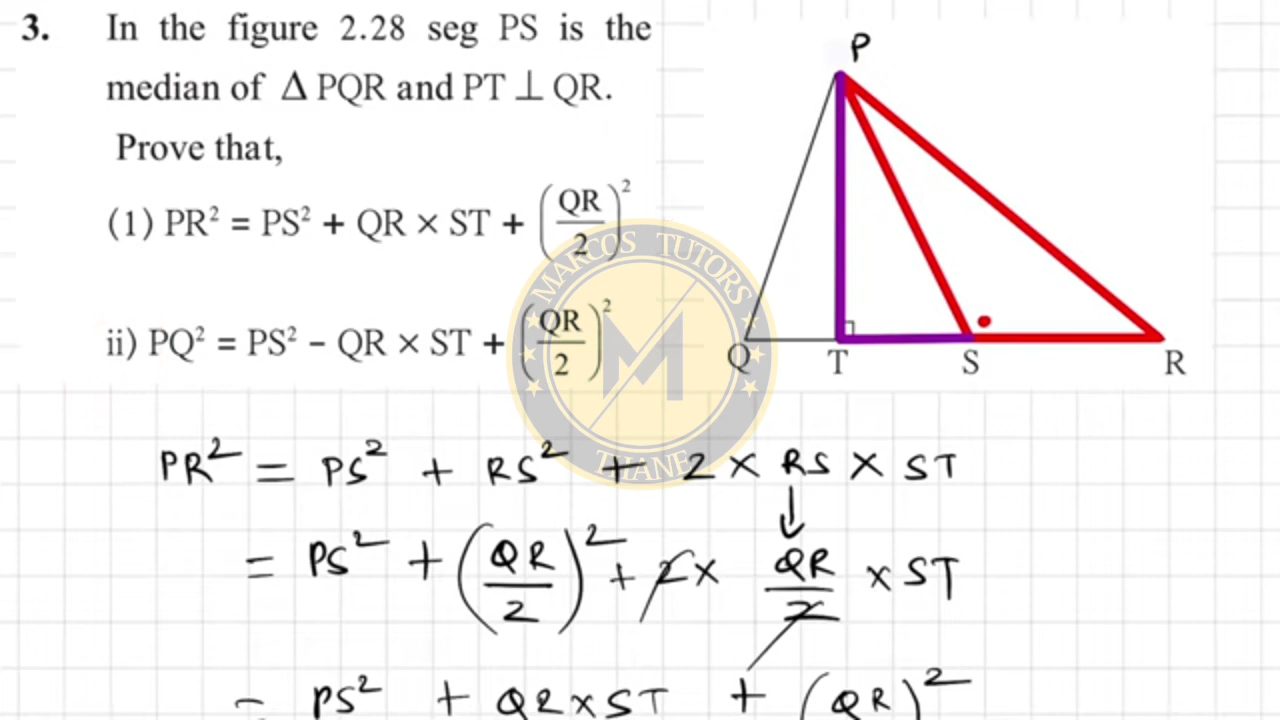 3. In the figure 2.28 seg PS is the
median of Δ PQR and PT ⊥ QR.
Prove that,
(1) PR² = PS² + QR × ST + (QR/2)²
ii) PQ² = PS² - QR × ST + (QR/2)²
P
Q T S R
MARCOS TUTORS
M
THANE
PR² = PS² + RS² + 2 × RS × ST
↓
= PS² + (QR/2)² + 2 × QR/2 × ST
= PS² + QR × ST + (QR)²